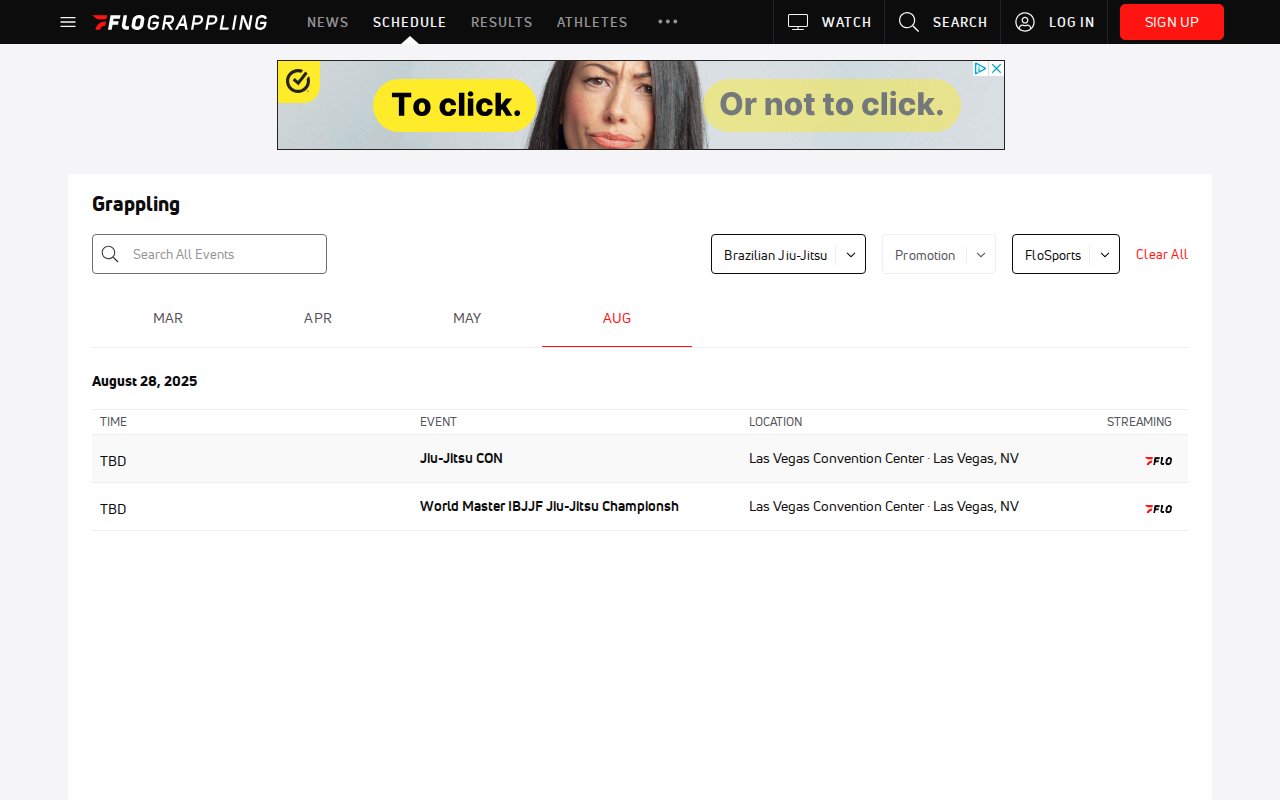 FLOGRAPPLING NEWS SCHEDULE RESULTS ATHLETES WATCH SEARCH LOG IN SIGN UP
To click. Or not to click.
Grappling
Search All Events Brazilian Jiu-Jitsu Promotion FloSports Clear All
MAR APR MAY AUG
August 28, 2025
TIME EVENT LOCATION STREAMING
TBD Jiu-Jitsu CON Las Vegas Convention Center · Las Vegas, NV FLO
TBD World Master IBJJF Jiu-Jitsu Championsh Las Vegas Convention Center · Las Vegas, NV FLO